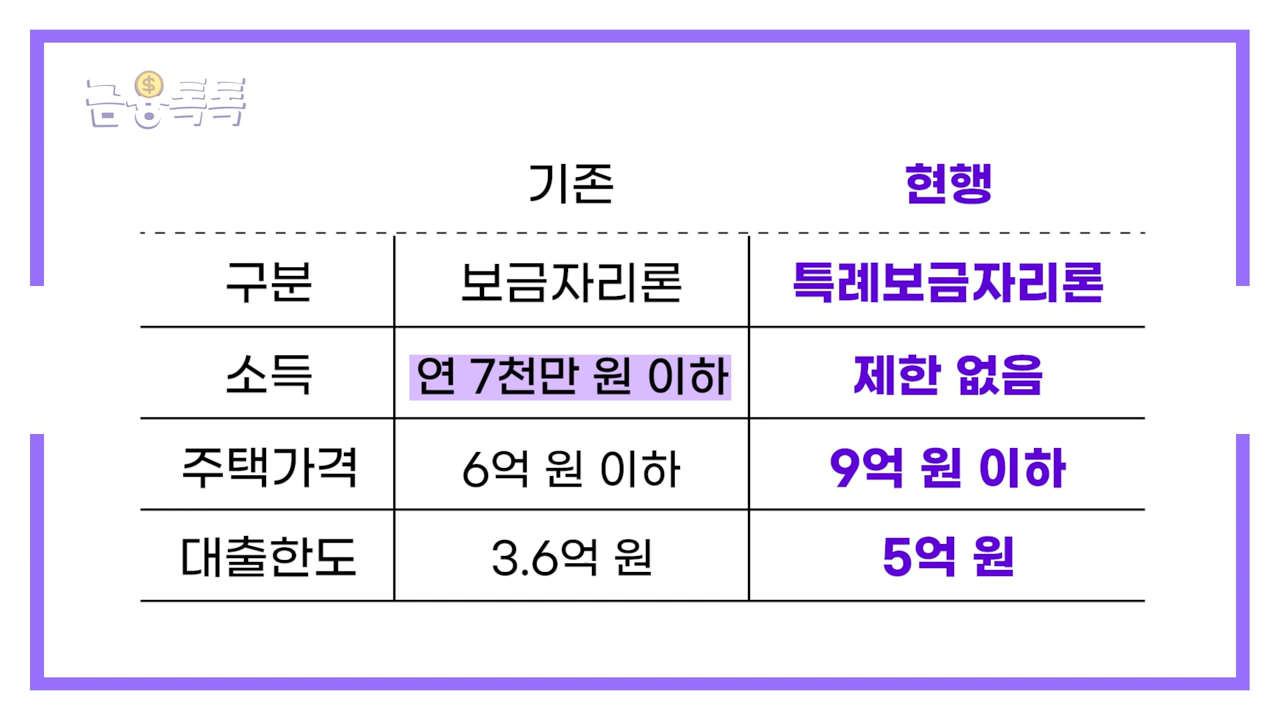 금융톡톡
기존 현행
구분 보금자리론 특례보금자리론
소득 연 7천만 원 이하 제한 없음
주택가격 6억 원 이하 9억 원 이하
대출한도 3.6억 원 5억 원